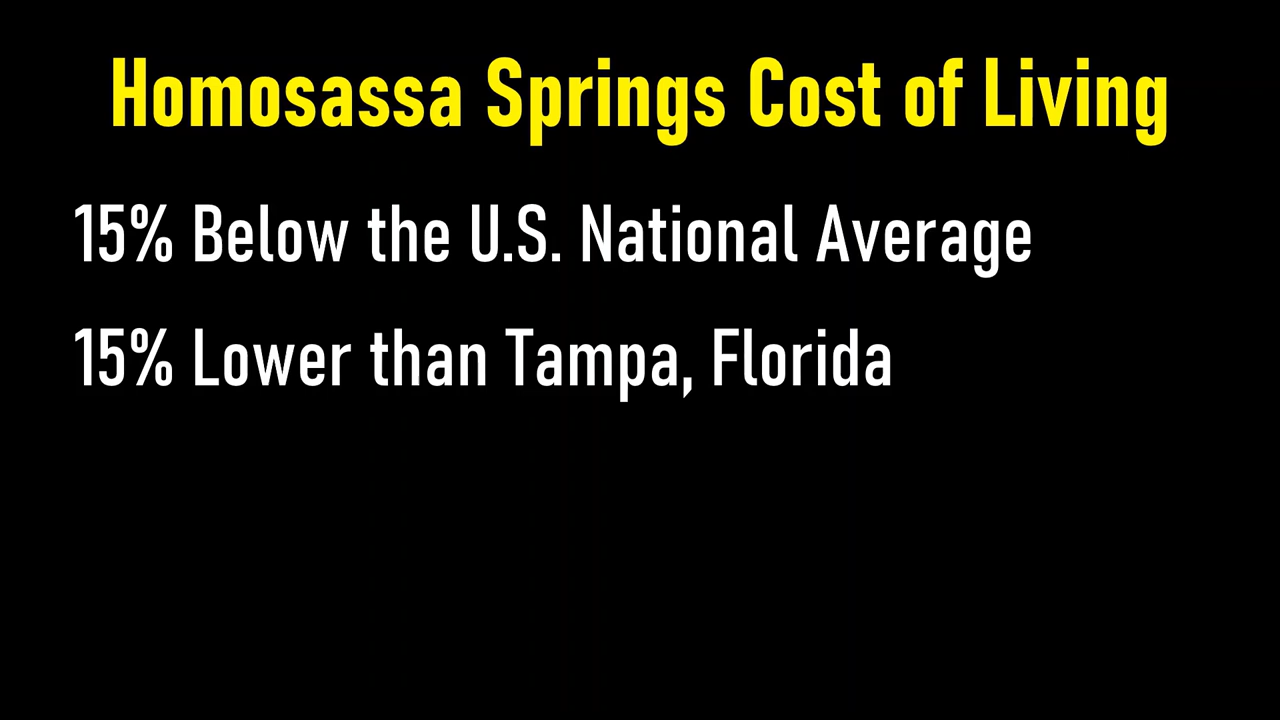 Homosassa Springs Cost of Living
15% Below the U.S. National Average
15% Lower than Tampa, Florida